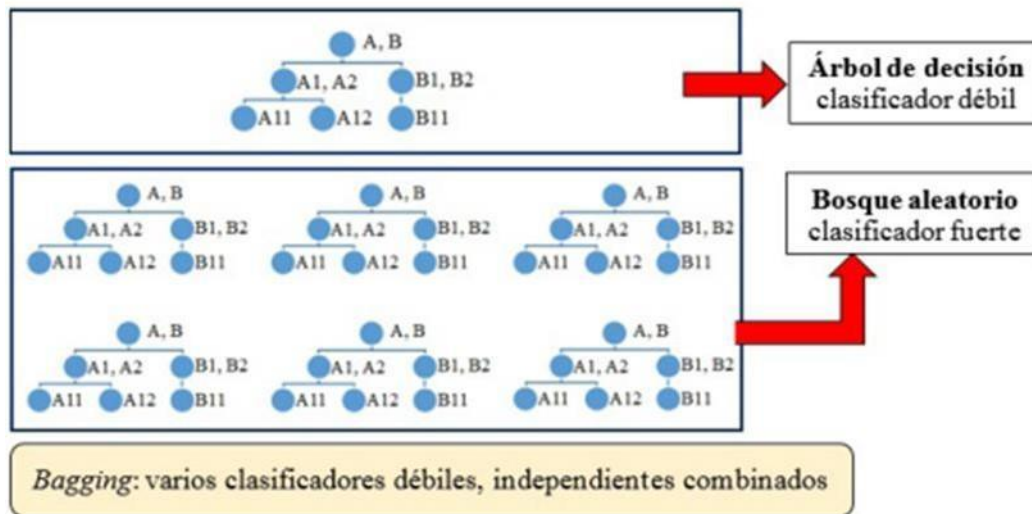 A, B
A1, A2 B1, B2
A11 A12 B11
Árbol de decisión
clasificador débil
A, B A, B A, B
A1, A2 B1, B2 A1, A2 B1, B2 A1, A2 B1, B2
A11 A12 B11 A11 A12 B11 A11 A12 B11
Bosque aleatorio
clasificador fuerte
A, B A, B A, B
A1, A2 B1, B2 A1, A2 B1, B2 A1, A2 B1, B2
A11 A12 B11 A11 A12 B11 A11 A12 B11
Bagging: varios clasificadores débiles, independientes combinados